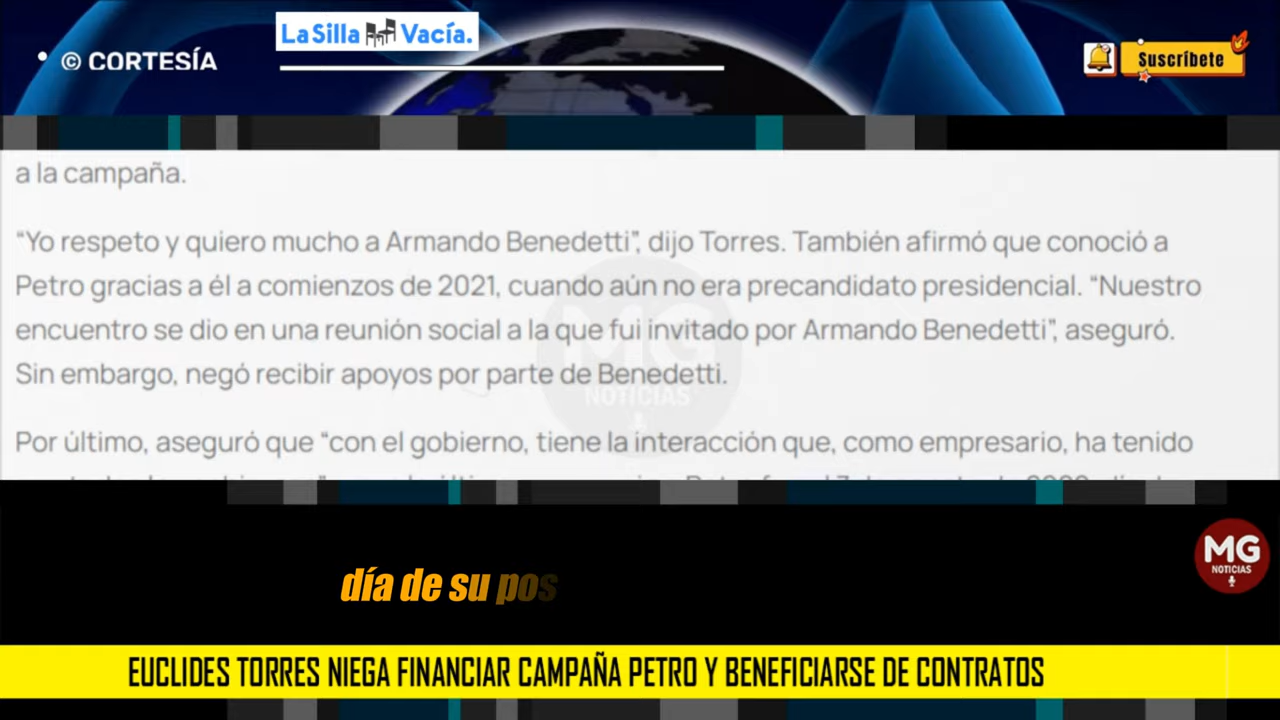 La Silla Vacía.
© CORTESÍA
Suscríbete
a la campaña.
“Yo respeto y quiero mucho a Armando Benedetti”, dijo Torres. También afirmó que conoció a
Petro gracias a él a comienzos de 2021, cuando aún no era precandidato presidencial. “Nuestro
encuentro se dio en una reunión social a la que fui invitado por Armando Benedetti”, aseguró.
Sin embargo, negó recibir apoyos por parte de Benedetti.
MG
NOTICIAS
Por último, aseguró que “con el gobierno, tiene la interacción que, como empresario, ha tenido
MG
NOTICIAS
día de su pos
EUCLIDES TORRES NIEGA FINANCIAR CAMPAÑA PETRO Y BENEFICIARSE DE CONTRATOS